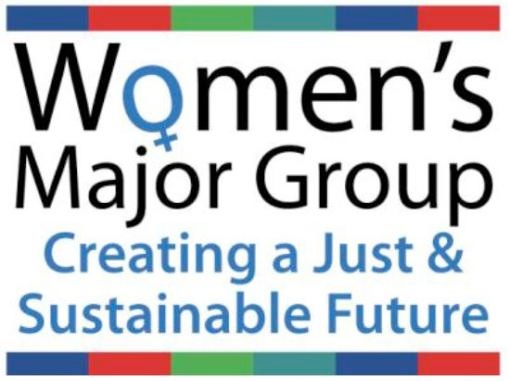 Women's
Major Group
Creating a Just &
Sustainable Future